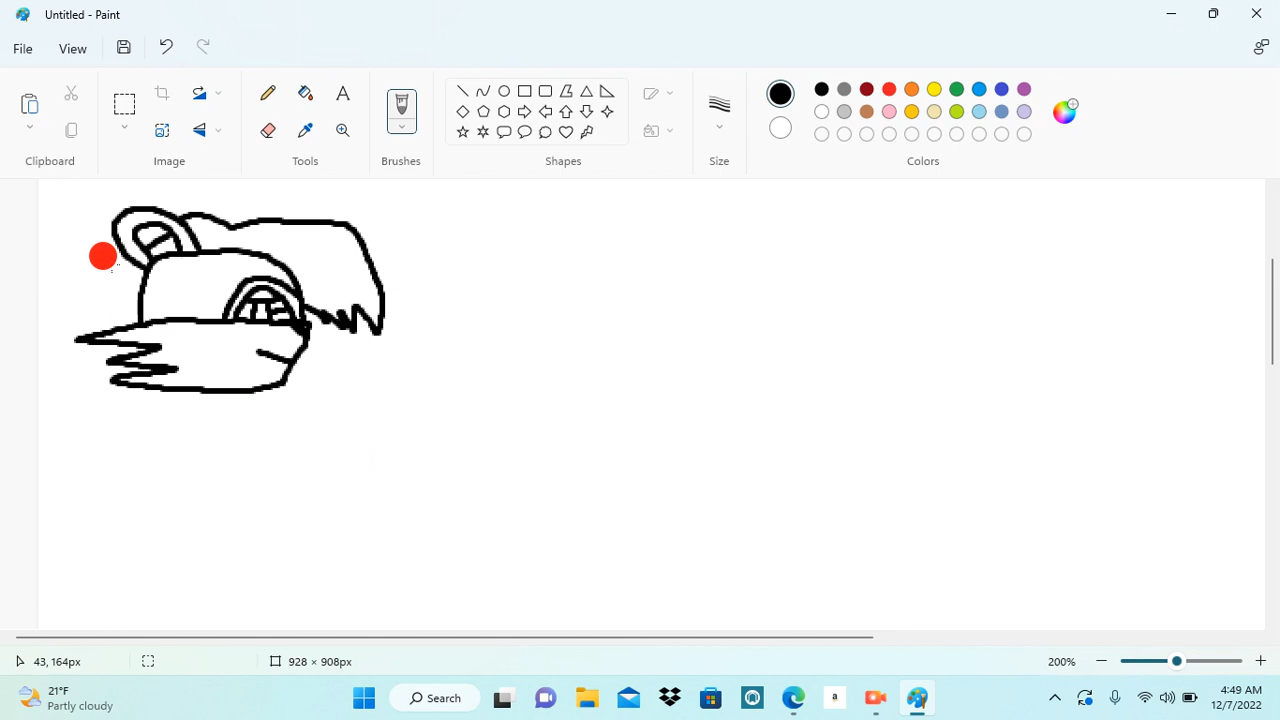 Untitled - Paint
File View
Clipboard Image Tools Brushes Shapes Size Colors
43, 164px 928 × 908px 200%
21°F
Partly cloudy
Search
a
4:49 AM
12/7/2022